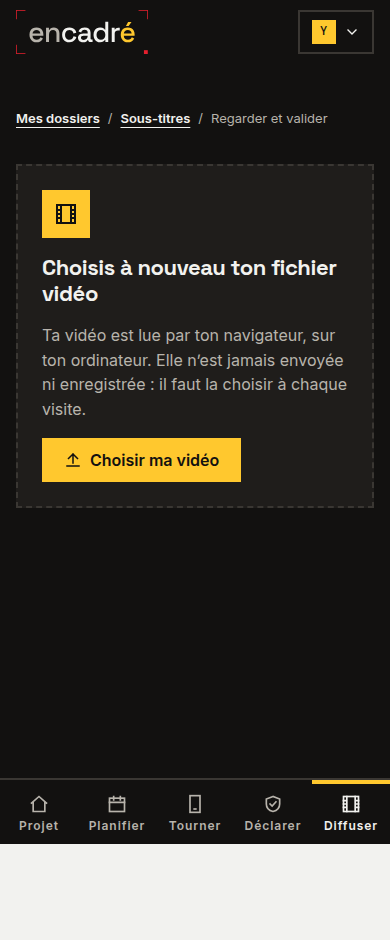 encadré
Y
Mes dossiers / Sous-titres / Regarder et valider
Choisis à nouveau ton fichier
vidéo
Ta vidéo est lue par ton navigateur, sur
ton ordinateur. Elle n’est jamais envoyée
ni enregistrée : il faut la choisir à chaque
visite.
Choisir ma vidéo
Projet Planifier Tourner Déclarer Diffuser